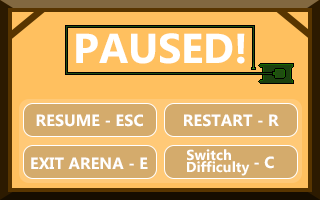 PAUSED!
RESUME - ESC
RESTART - R
EXIT ARENA - E
Switch
Difficulty - C